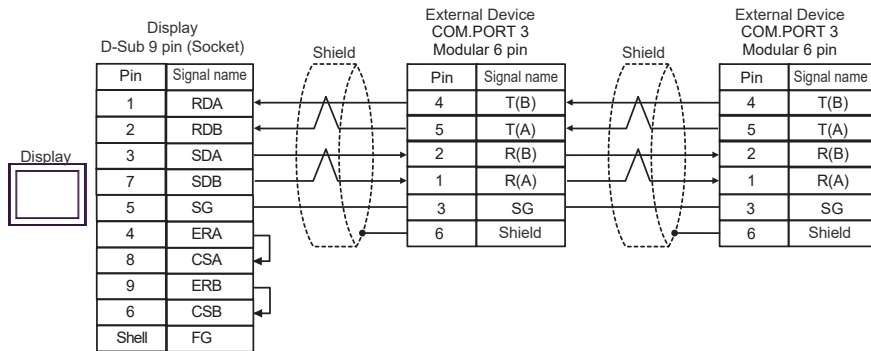 Display
D-Sub 9 pin (Socket)
Shield
External Device
COM.PORT 3
Modular 6 pin
Shield
External Device
COM.PORT 3
Modular 6 pin
Pin Signal name Pin Signal name Pin Signal name
1 RDA 4 T(B) 4 T(B)
2 RDB 5 T(A) 5 T(A)
3 SDA 2 R(B) 2 R(B)
Display
7 SDB 1 R(A) 1 R(A)
5 SG 3 SG 3 SG
4 ERA 6 Shield 6 Shield
8 CSA
9 ERB
6 CSB
Shell FG